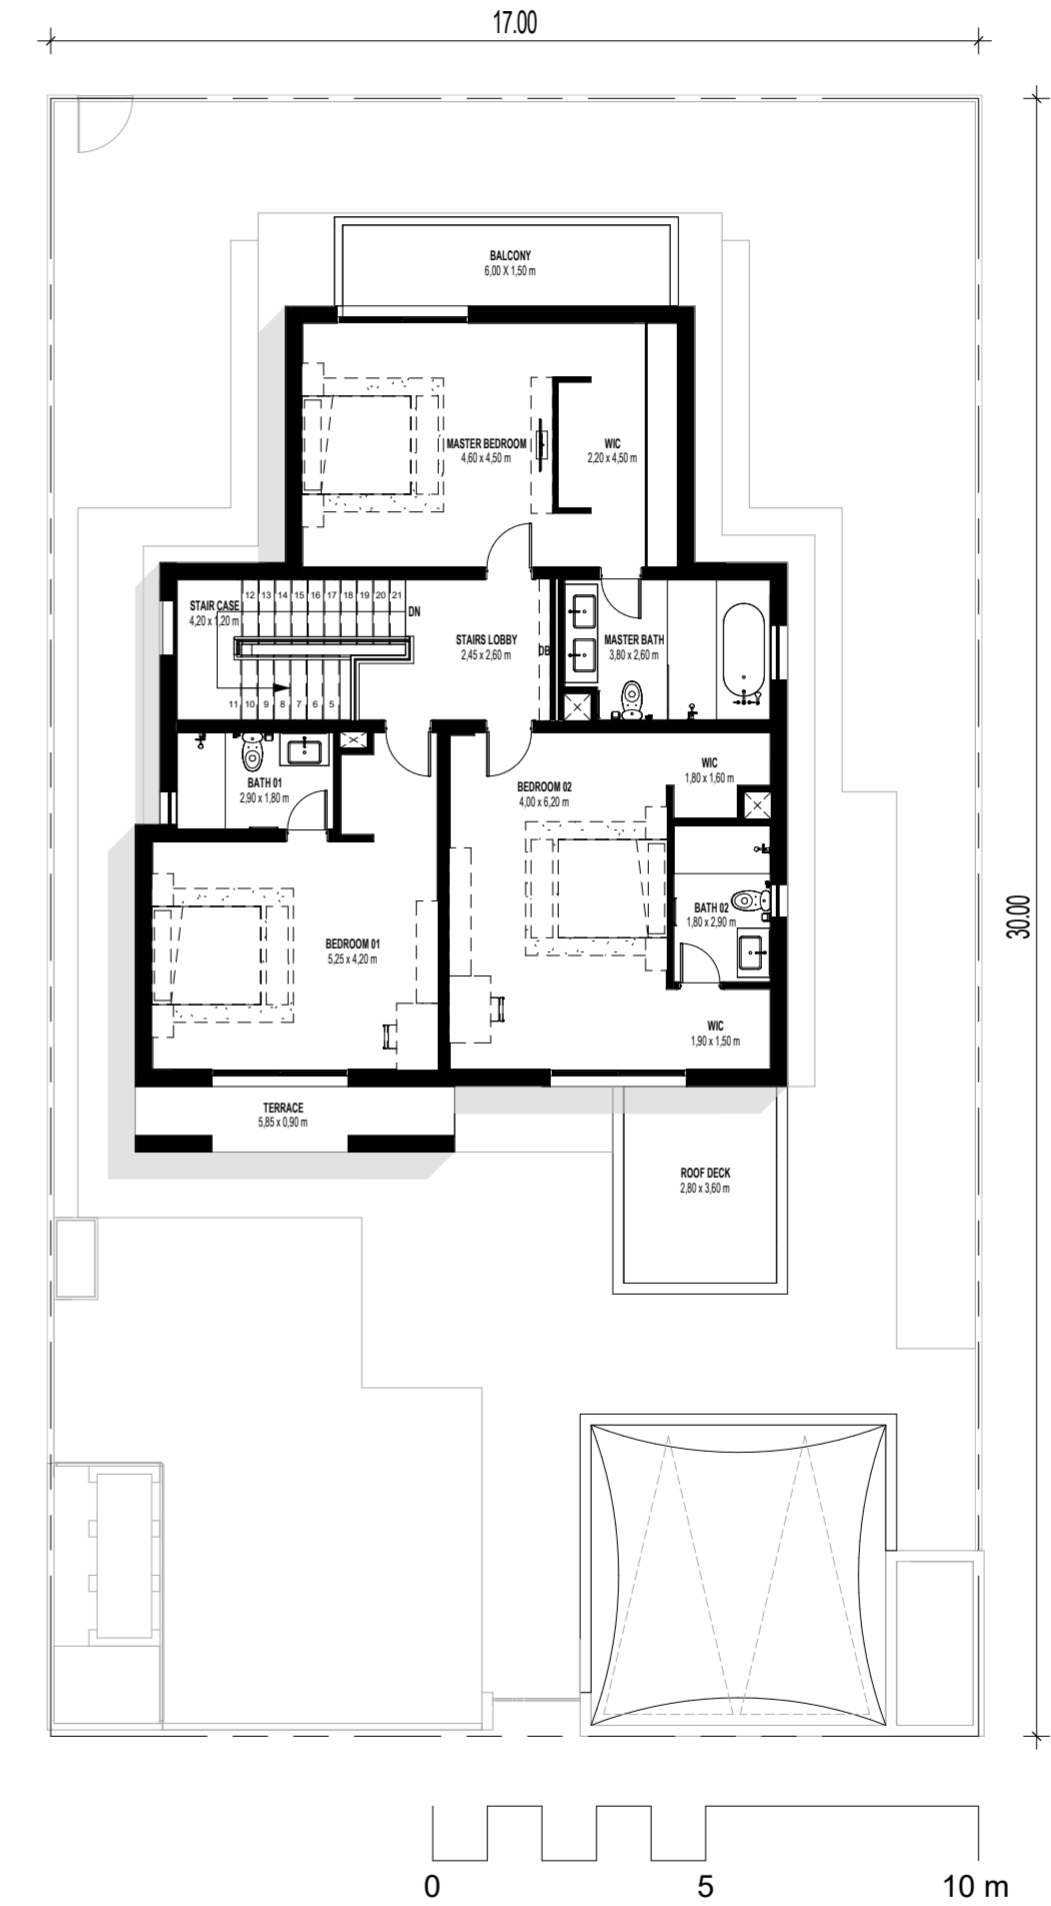 17.00
BALCONY
6,00 X 1,50 m
MASTER BEDROOM
4,60 x 4,50 m
WIC
2,20 x 4,50 m
STAIR CASE
4,20 x 1,20 m
12 13 14 15 16 17 18 19 20 21
DN
STAIRS LOBBY
2,45 x 2,60 m
DB
MASTER BATH
3,80 x 2,60 m
11 10 9 8 7 6 5
BATH 01
2,90 x 1,80 m
WIC
1,80 x 1,60 m
BEDROOM 02
4,00 x 6,20 m
BATH 02
1,80 x 2,90 m
30.00
BEDROOM 01
5,25 x 4,20 m
WIC
1,90 x 1,50 m
TERRACE
5,85 x 0,90 m
ROOF DECK
2,80 x 3,60 m
0 5 10 m